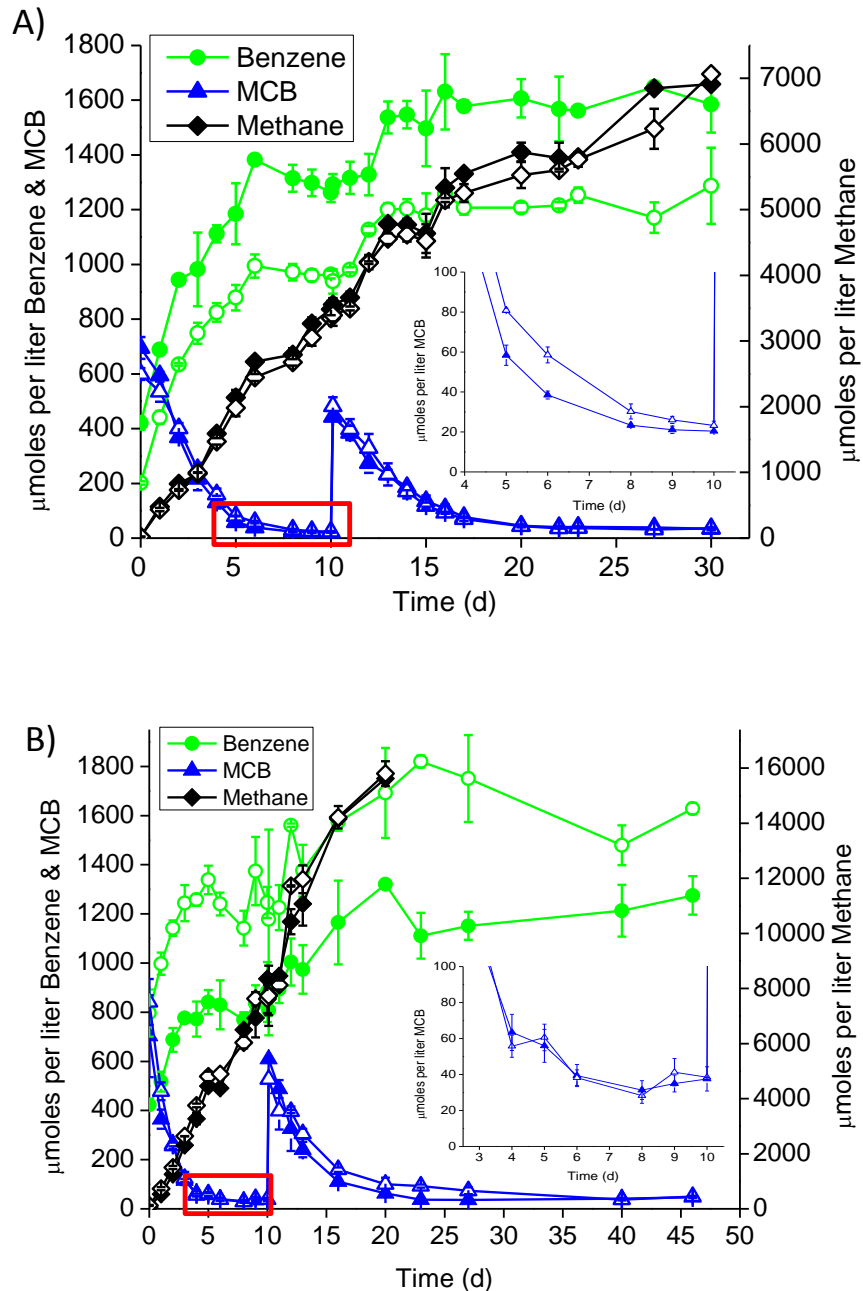 A)
Benzene
MCB
Methane
μmoles per liter Benzene & MCB
1800
1600
1400
1200
1000
800
600
400
200
0
7000
6000
5000
4000
3000
2000
1000
0
μmoles per liter Methane
0 5 10 15 20 25 30
Time (d)
μmoles per liter MCB
100
80
60
40
20
0
4 5 6 7 8 9 10
Time (d)
B)
Benzene
MCB
Methane
μmoles per liter Benzene & MCB
1800
1600
1400
1200
1000
800
600
400
200
0
16000
14000
12000
10000
8000
6000
4000
2000
0
μmoles per liter Methane
0 5 10 15 20 25 30 35 40 45 50
Time (d)
μmoles per liter MCB
100
80
60
40
20
0
3 4 5 6 7 8 9 10
Time (d)